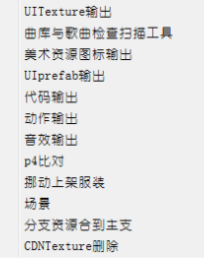 UITexture输出
曲库与歌曲检查扫描工具
美术资源图标输出
UIprefab输出
代码输出
动作输出
音效输出
p4比对
挪动上架服装
场景
分支资源合到主支
CDNTexture删除